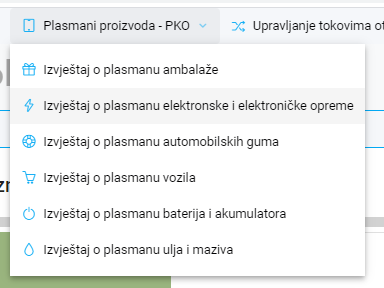 Plasmani proizvoda - PKO
Upravljanje tokovima
Izvještaj o plasmanu ambalaže
Izvještaj o plasmanu elektronske i elektroničke opreme
Izvještaj o plasmanu automobilskih guma
Izvještaj o plasmanu vozila
Izvještaj o plasmanu baterija i akumulatora
Izvještaj o plasmanu ulja i maziva